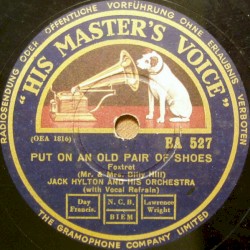 RADIOSENDUNG ODER ÖFFENTLICHE VORFÜHRUNG OHNE ERLAUBNIS VERBOTEN
"HIS MASTER'S VOICE"
(OEA 1816)
EA 527
PUT ON AN OLD PAIR OF SHOES
Foxtrot
(Mr. & Mrs. Billy Hill)
JACK HYLTON AND HIS ORCHESTRA
(with Vocal Refrain)
Day
Francis.
N.C.B.
BIEM
Lawrence
Wright
THE GRAMOPHONE COMPANY LIMITED